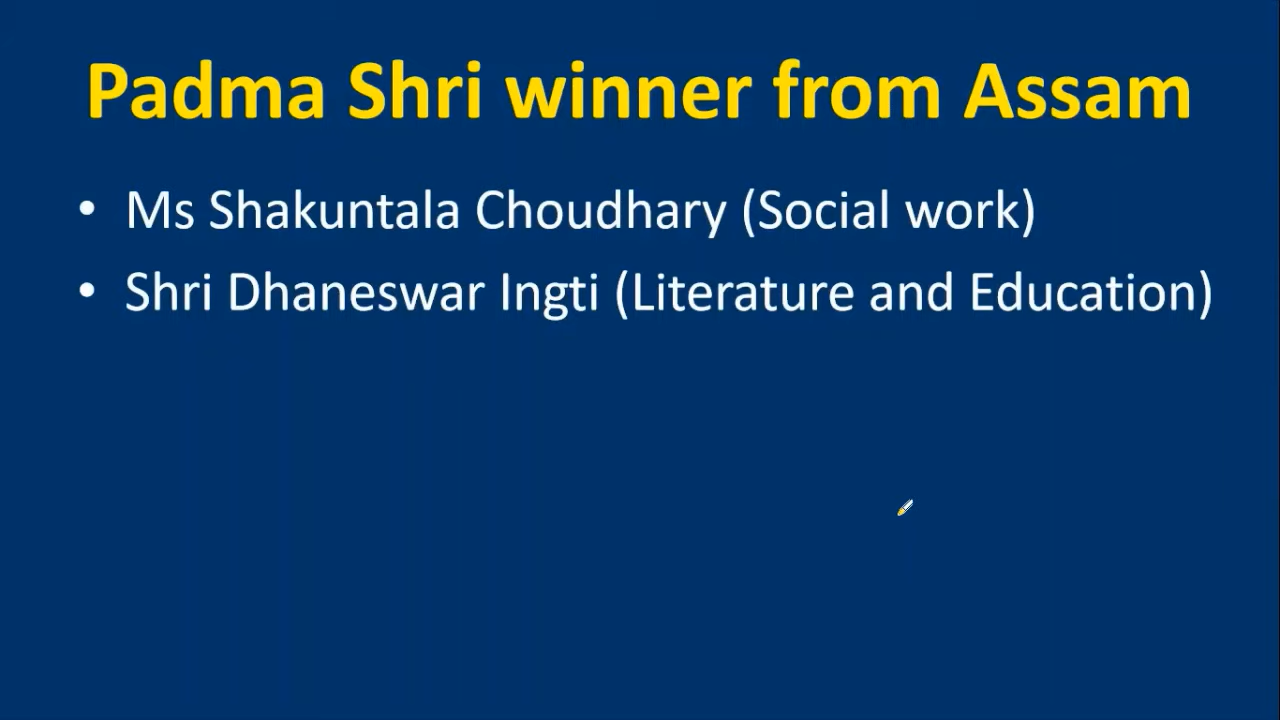 Padma Shri winner from Assam
• Ms Shakuntala Choudhary (Social work)
• Shri Dhaneswar Ingti (Literature and Education)